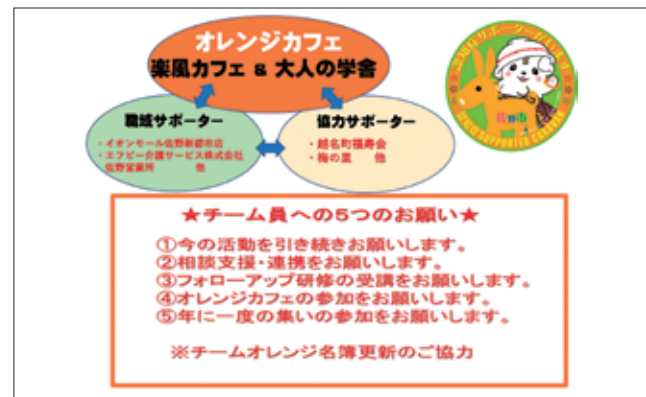 オレンジカフェ
楽風カフェ & 大人の学舎
職域サポーター
・イオンモール佐野新都市店
・エフピー介護サービス株式会社
佐野営業所 他
協力サポーター
・越名町福寿会
・梅の里 他
佐野市
★チーム員への5つのお願い★
①今の活動を引き続きお願いします。
②相談支援・連携をお願いします。
③フォローアップ研修の受講をお願いします。
④オレンジカフェの参加をお願いします。
⑤年に一度の集いの参加をお願いします。
※チームオレンジ名簿更新のご協力